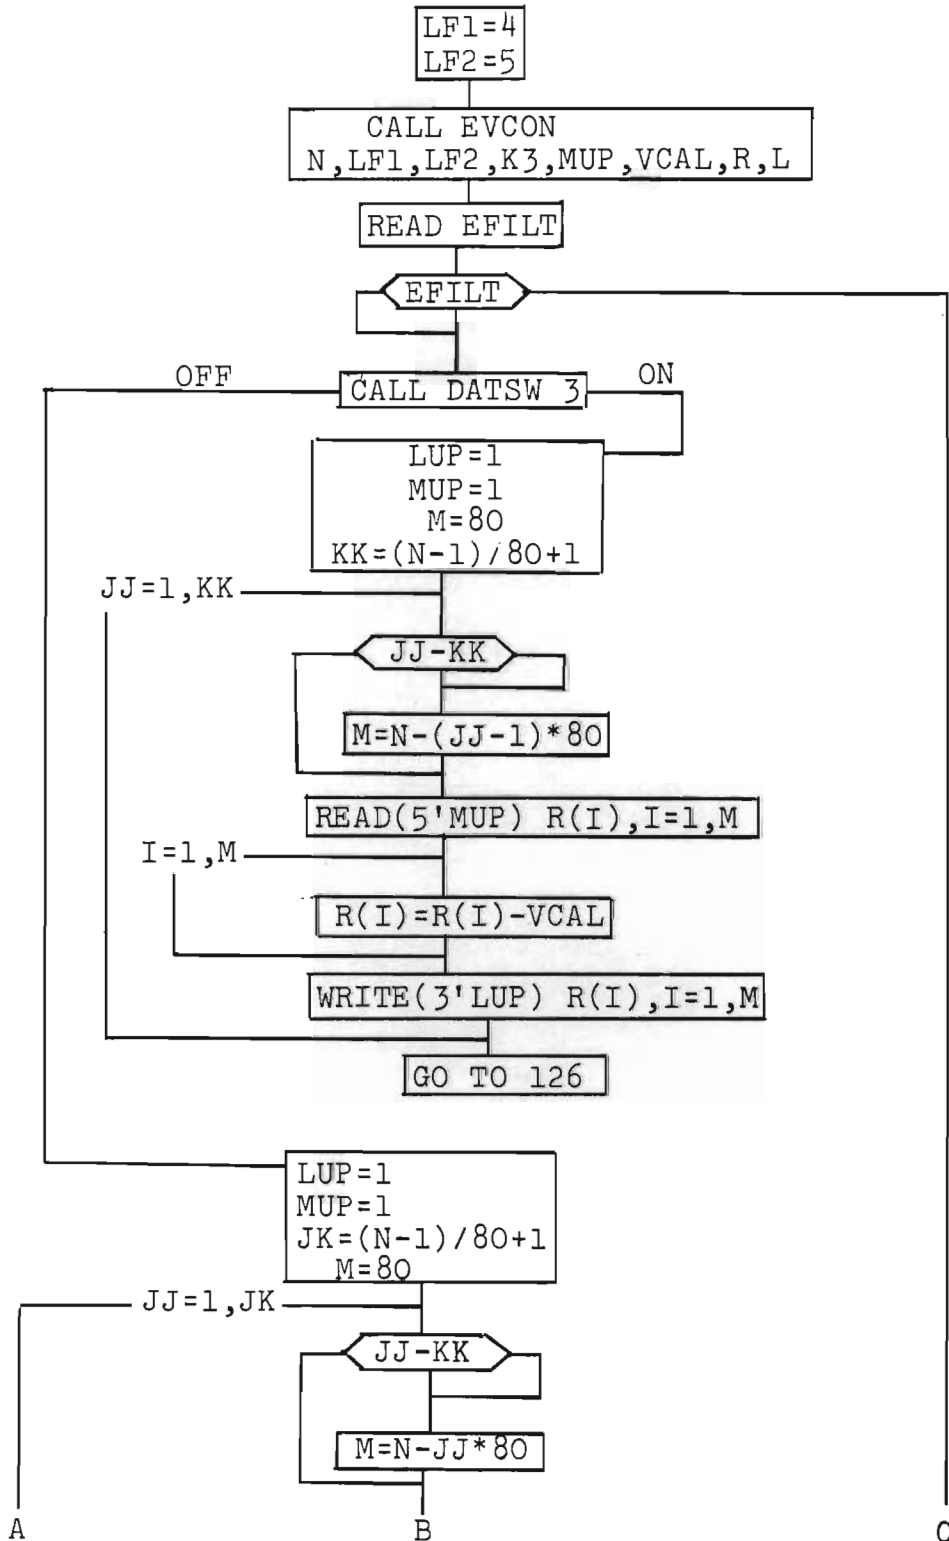 LF1=4
LF2=5
CALL EVCON
N,LF1,LF2,K3,MUP,VCAL,R,L
READ EFILT
EFILT
OFF
CALL DATSW 3
ON
LUP=1
MUP=1
M=80
KK=(N-1)/80+1
JJ=1,KK
JJ-KK
M=N-(JJ-1)*80
READ(5'MUP) R(I),I=1,M
I=1,M
R(I)=R(I)-VCAL
WRITE(3'LUP) R(I),I=1,M
GO TO 126
LUP=1
MUP=1
JK=(N-1)/80+1
M=80
JJ=1,JK
JJ-KK
M=N-JJ*80
A
B
C